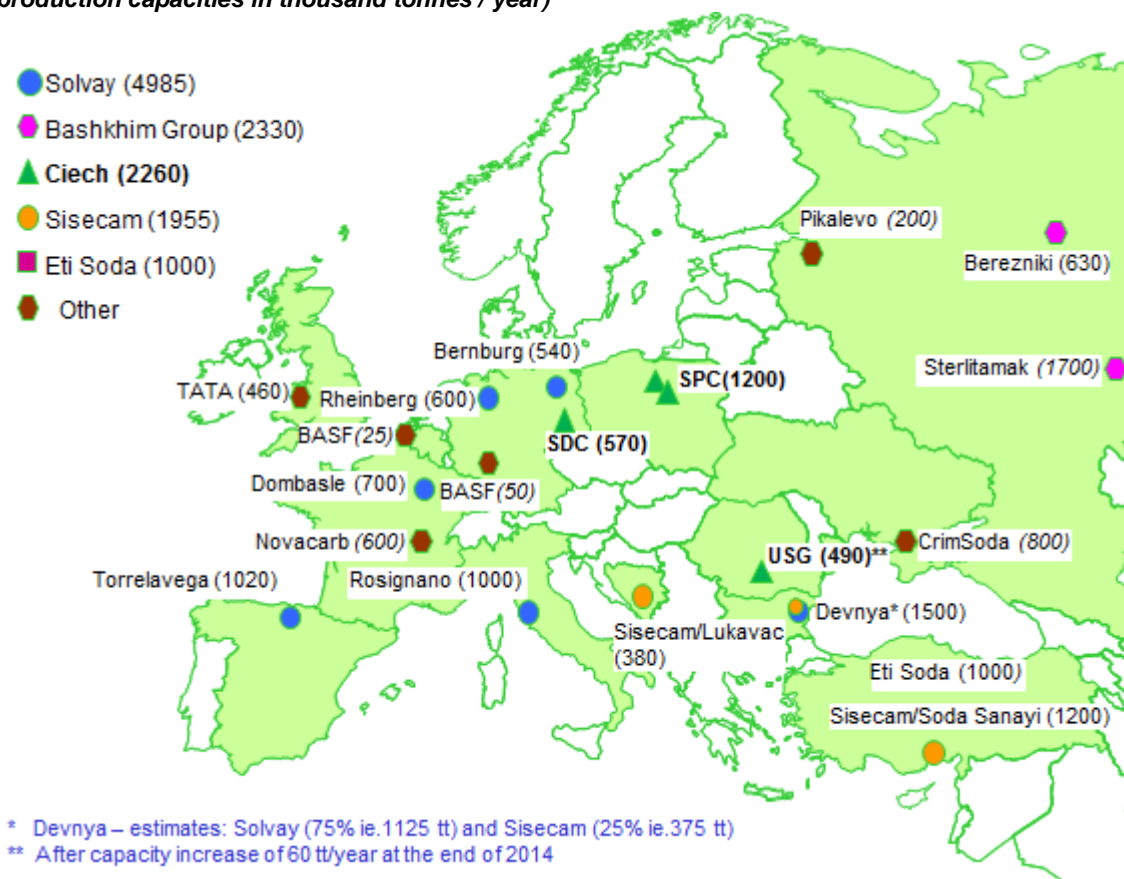 production capacities in thousand tonnes / year)
Solvay (4985)
Bashkhim Group (2330)
Ciech (2260)
Sisecam (1955)
Eti Soda (1000)
Other
Pikalevo (200)
Berezniki (630)
Bernburg (540)
Sterlitamak (1700)
SPC(1200)
TATA (460)
Rheinberg (600)
BASF(25)
SDC (570)
Dombasle (700)
BASF(50)
Novacarb (600)
CrimSoda (800)
USG (490)**
Torrelavega (1020)
Rosignano (1000)
Devnya* (1500)
Sisecam/Lukavac
(380)
Eti Soda (1000)
Sisecam/Soda Sanayi (1200)
* Devnya – estimates: Solvay (75% ie.1125 tt) and Sisecam (25% ie.375 tt)
** After capacity increase of 60 tt/year at the end of 2014